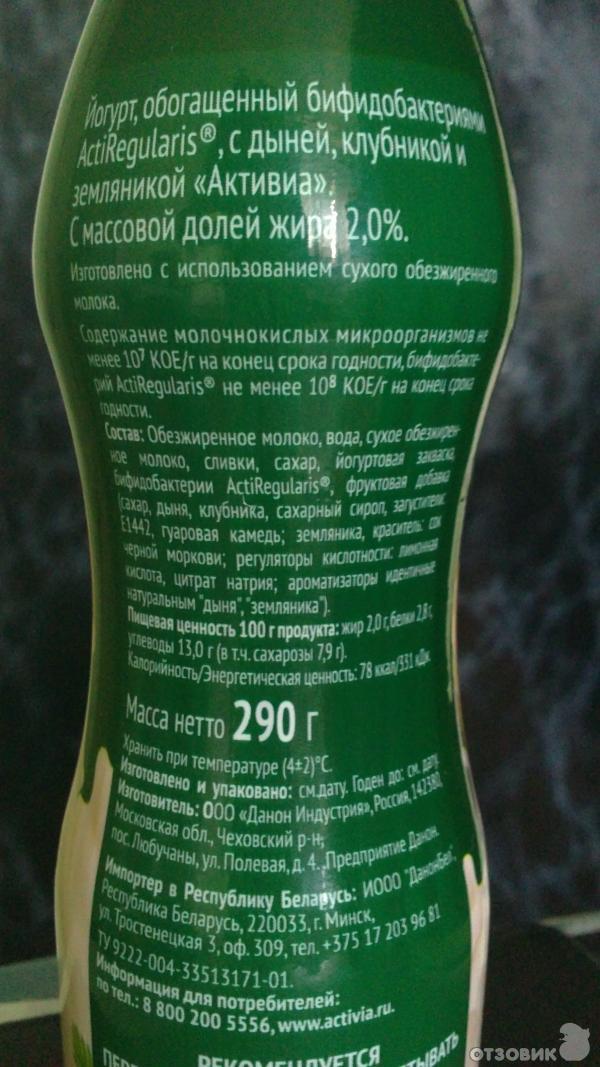 Йогурт, обогащенный бифидобактериями
ActiRegularis®, с дыней, клубникой и
земляникой «Активиа».
С массовой долей жира 2,0%.
Изготовлено с использованием сухого обезжиренного
молока.
Содержание молочнокислых микроорганизмов не
менее 10⁷ КОЕ/г на конец срока годности, бифидобакте-
рий ActiRegularis® не менее 10⁸ КОЕ/г на конец срока
годности.
Состав: Обезжиренное молоко, вода, сухое обезжирен-
ное молоко, сливки, сахар, йогуртовая закваска,
бифидобактерии ActiRegularis®, фруктовая добавка
(сахар, дыня, клубника, сахарный сироп, загустители:
Е1442, гуаровая камедь; земляника, краситель: сок
черной моркови; регуляторы кислотности: лимонная
кислота, цитрат натрия; ароматизаторы идентичные
натуральным "дыня", "земляника").
Пищевая ценность 100 г продукта: жир 2,0 г, белки 2,8 г,
углеводы 13,0 г (в т.ч. сахарозы 7,9 г).
Калорийность/Энергетическая ценность: 78 ккал/331 кДж.
Масса нетто 290 г
Хранить при температуре (4±2)°С.
Изготовлено и упаковано: см.дату. Годен до: см. дату.
Изготовитель: ООО «Данон Индустрия», Россия, 142380,
Московская обл., Чеховский р-н,
пос. Любучаны, ул. Полевая, д. 4. Предприятие Данон.
Импортер в Республику Беларусь: ИООО "ДанонБел",
Республика Беларусь, 220033, г. Минск,
ул. Тростенецкая 3, оф. 309, тел. +375 17 203 96 81
ТУ 9222-004-33513171-01.
Информация для потребителей:
по тел.: 8 800 200 5556, www.activia.ru.
РЕКОМЕНДУЕТСЯ
отзовик